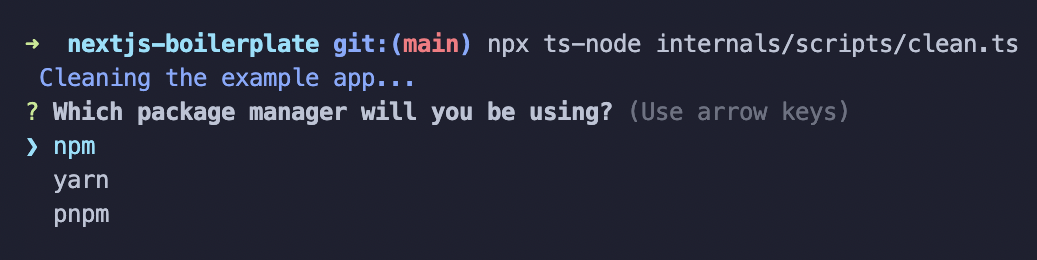 ➜ nextjs-boilerplate git:(main) npx ts-node internals/scripts/clean.ts
Cleaning the example app...
? Which package manager will you be using? (Use arrow keys)
❯ npm
yarn
pnpm